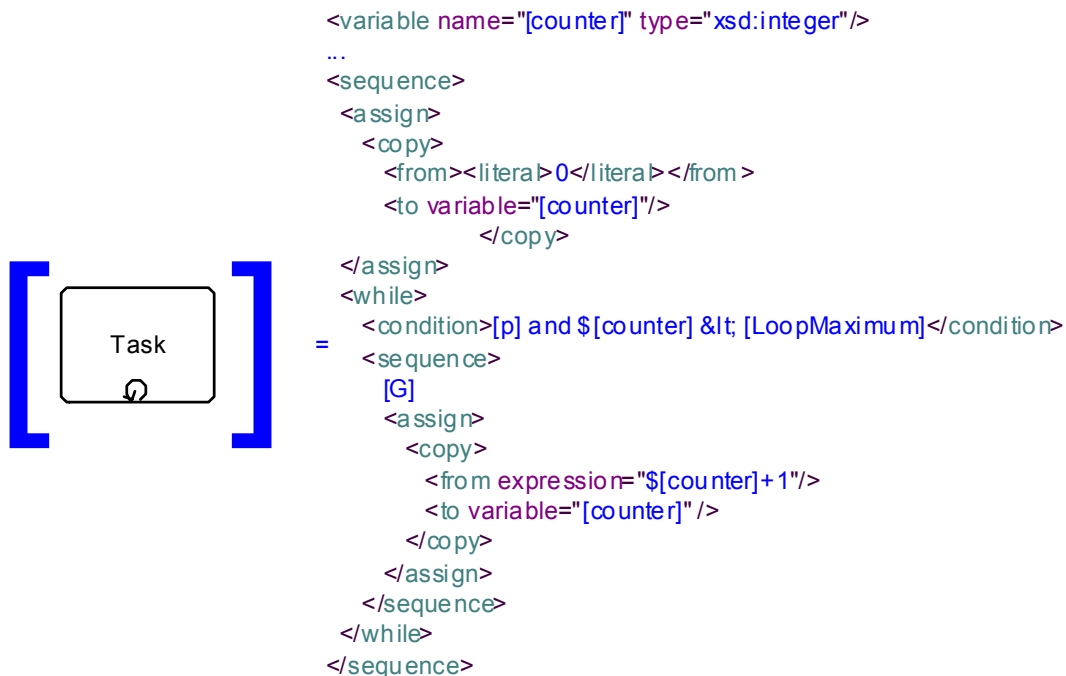 <variable name="[counter]" type="xsd:integer"/>
...
<sequence>
<assign>
<copy>
<from><literal>0</literal></from>
<to variable="[counter]"/>
</copy>
</assign>
<while>
<condition>[p] and $[counter] &lt; [LoopMaximum]</condition>
Task
=
<sequence>
[G]
<assign>
<copy>
<from expression="$[counter]+1"/>
<to variable="[counter]" />
</copy>
</assign>
</sequence>
</while>
</sequence>